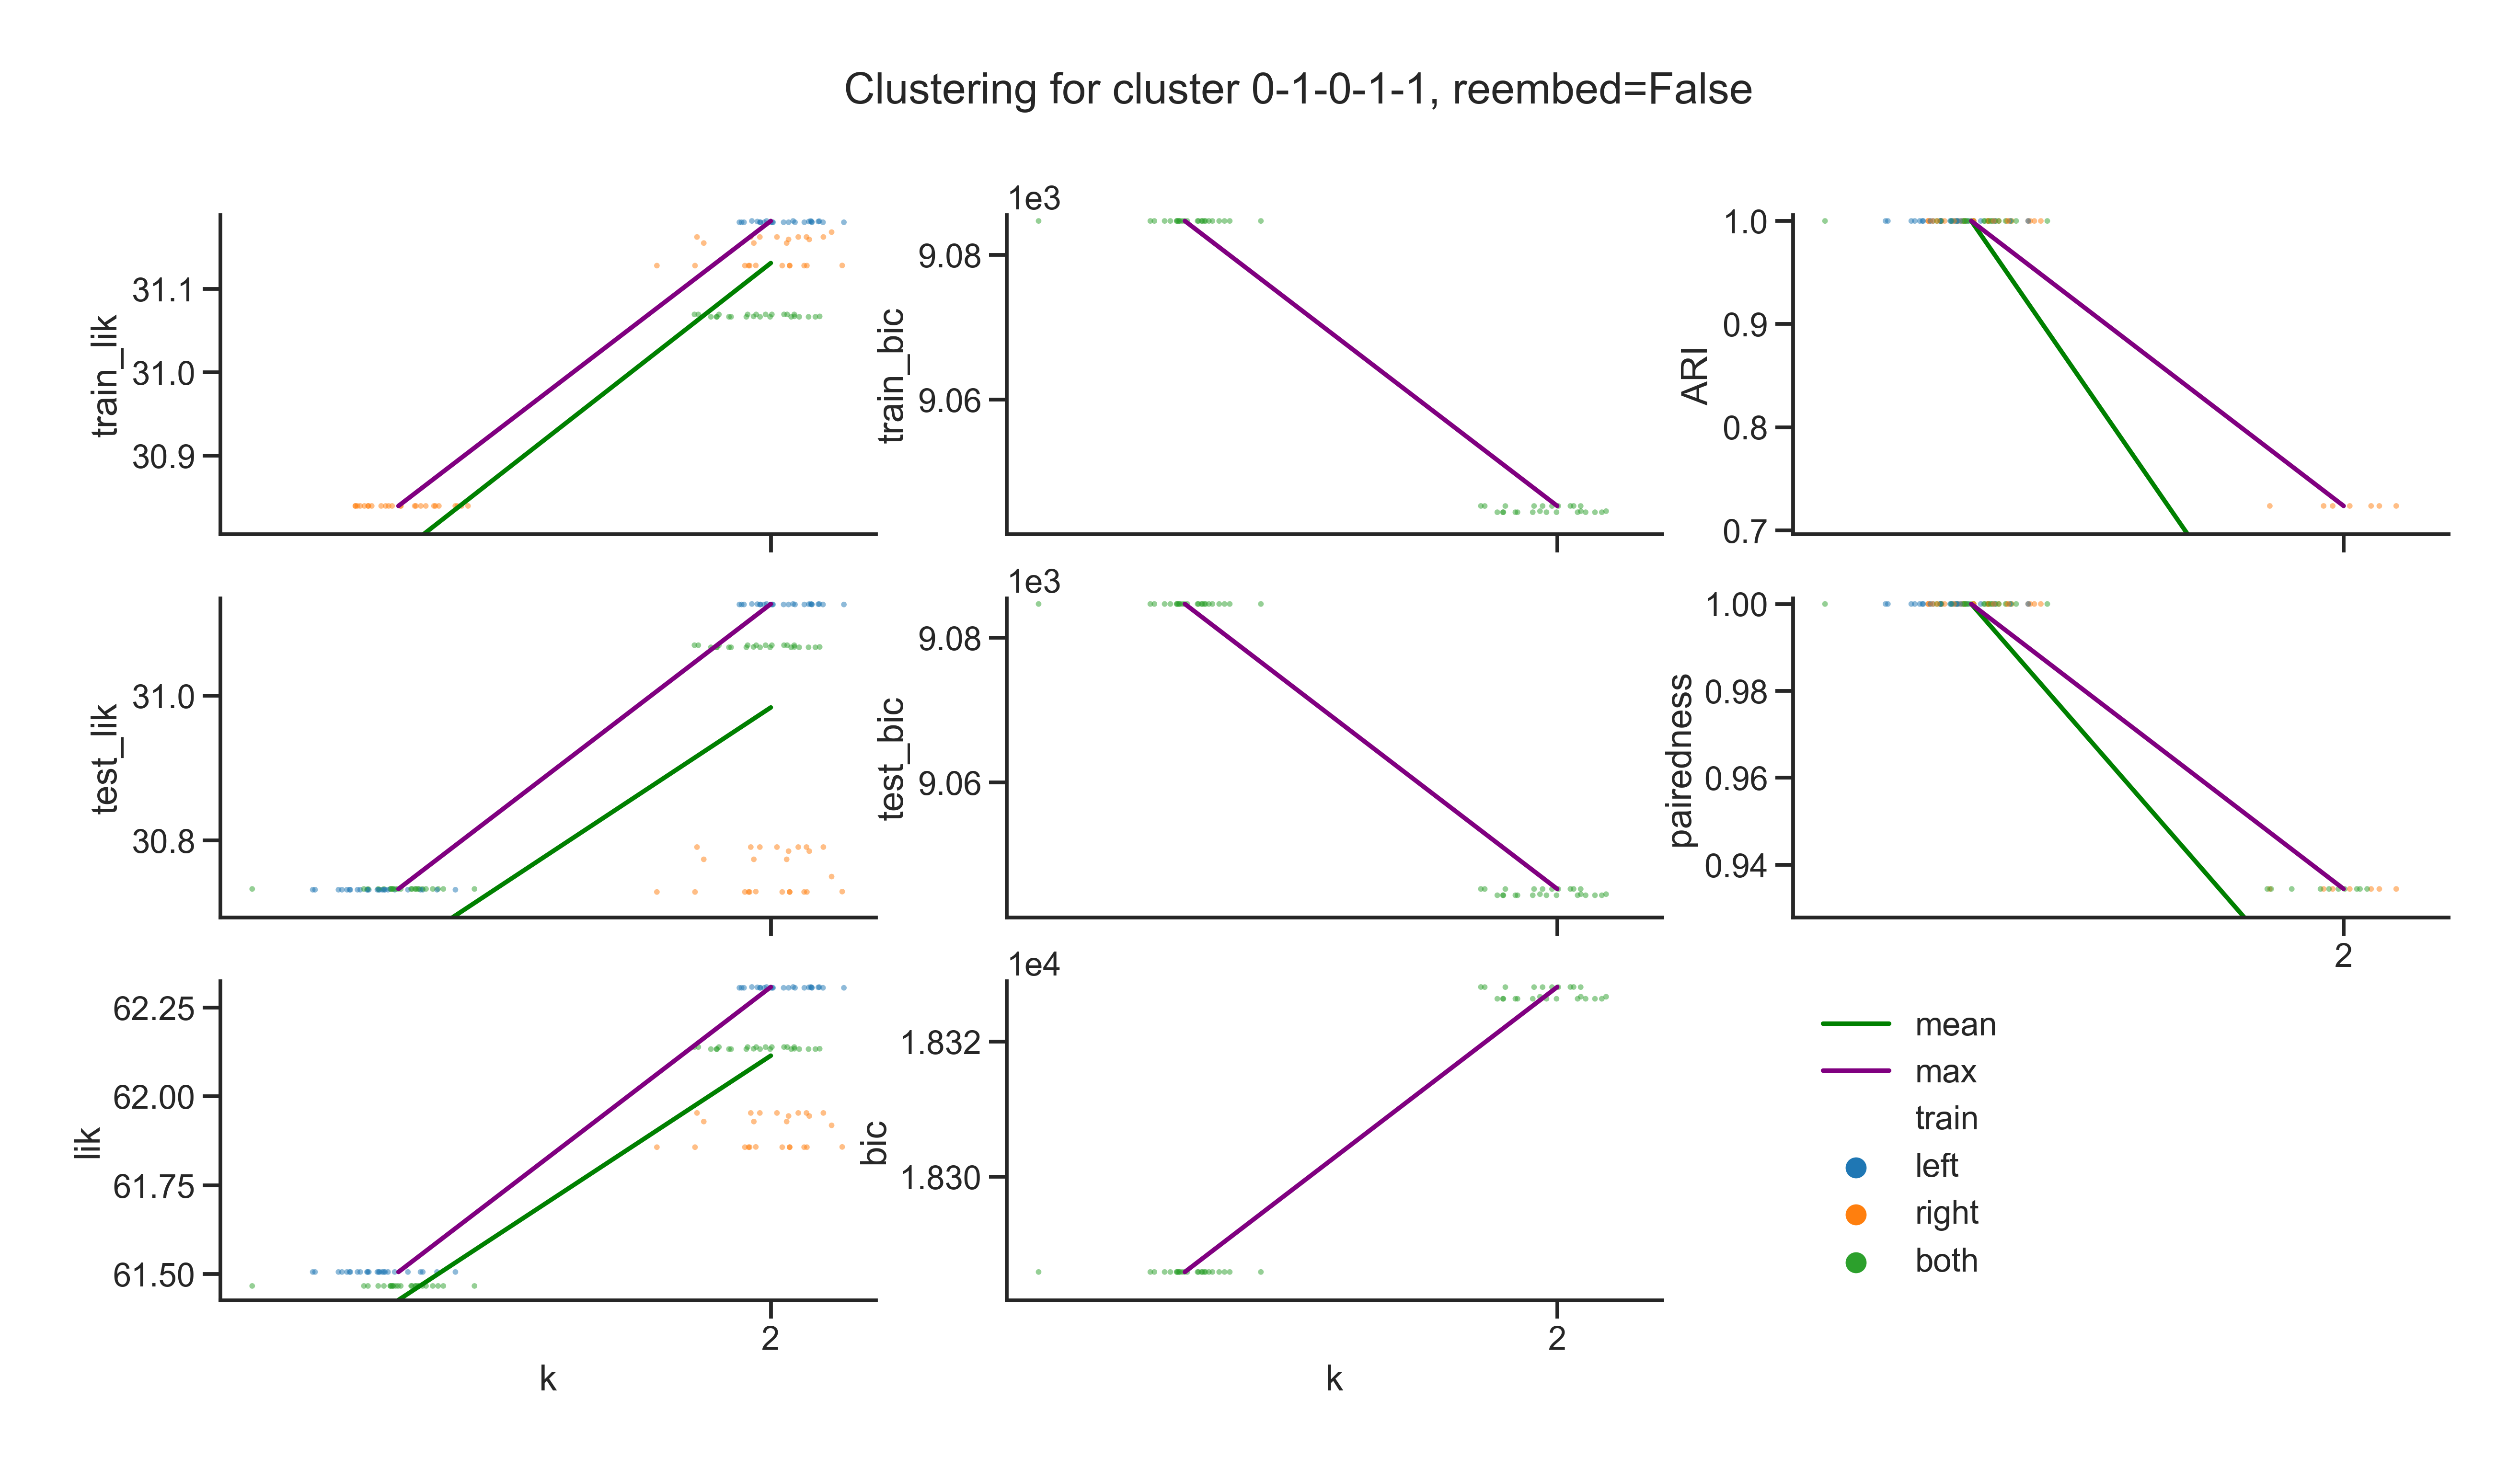 Clustering for cluster 0-1-0-1-1, reembed=False
train_lik
31.1
31.0
30.9
1e3
train_bic
9.08
9.06
ARI
1.0
0.9
0.8
0.7
test_lik
31.0
30.8
1e3
test_bic
9.08
9.06
pairedness
1.00
0.98
0.96
0.94
2
lik
62.25
62.00
61.75
61.50
2
k
1e4
bic
1.832
1.830
2
k
mean
max
train
left
right
both